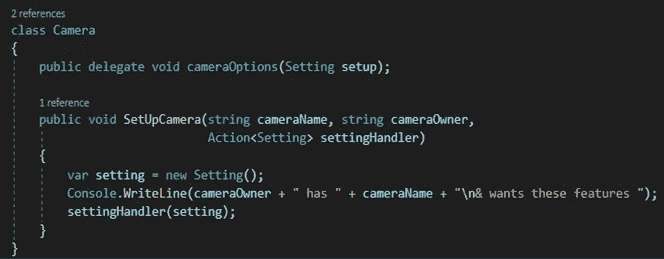 2 references
class Camera
{
public delegate void cameraOptions(Setting setup);
1 reference
public void SetUpCamera(string cameraName, string cameraOwner,
Action<Setting> settingHandler)
{
var setting = new Setting();
Console.WriteLine(cameraOwner + " has " + cameraName + "\n& wants these features ");
settingHandler(setting);
}
}